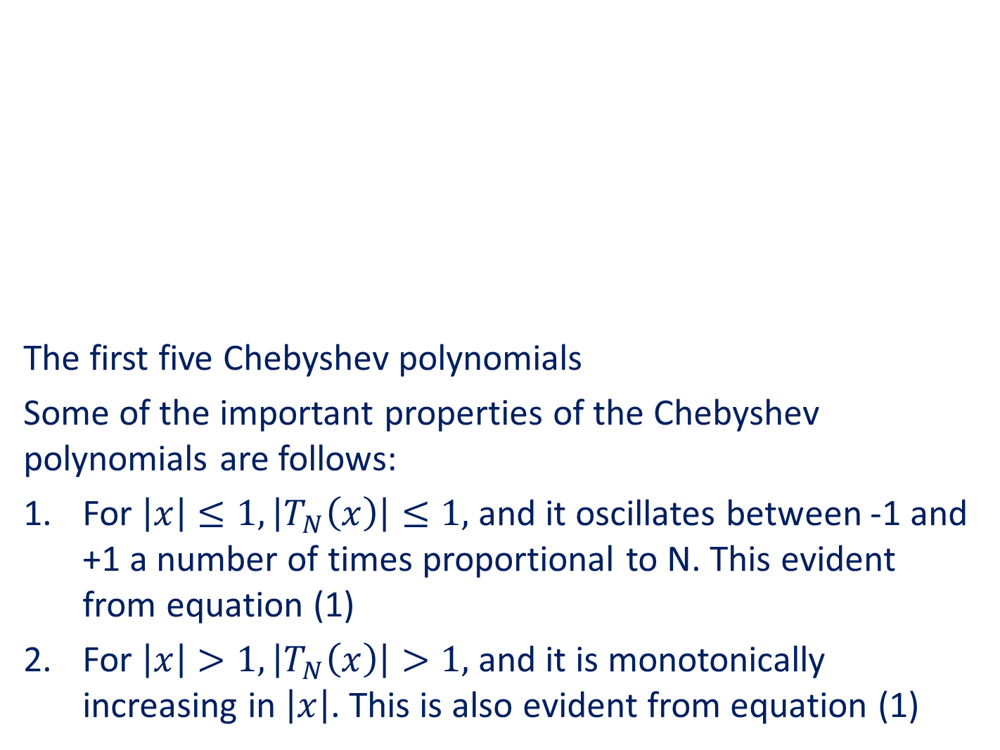 The first five Chebyshev polynomials
Some of the important properties of the Chebyshev
polynomials are follows:
1. For |x| ≤ 1, |T_N(x)| ≤ 1, and it oscillates between -1 and
+1 a number of times proportional to N. This evident
from equation (1)
2. For |x| > 1, |T_N(x)| > 1, and it is monotonically
increasing in |x|. This is also evident from equation (1)